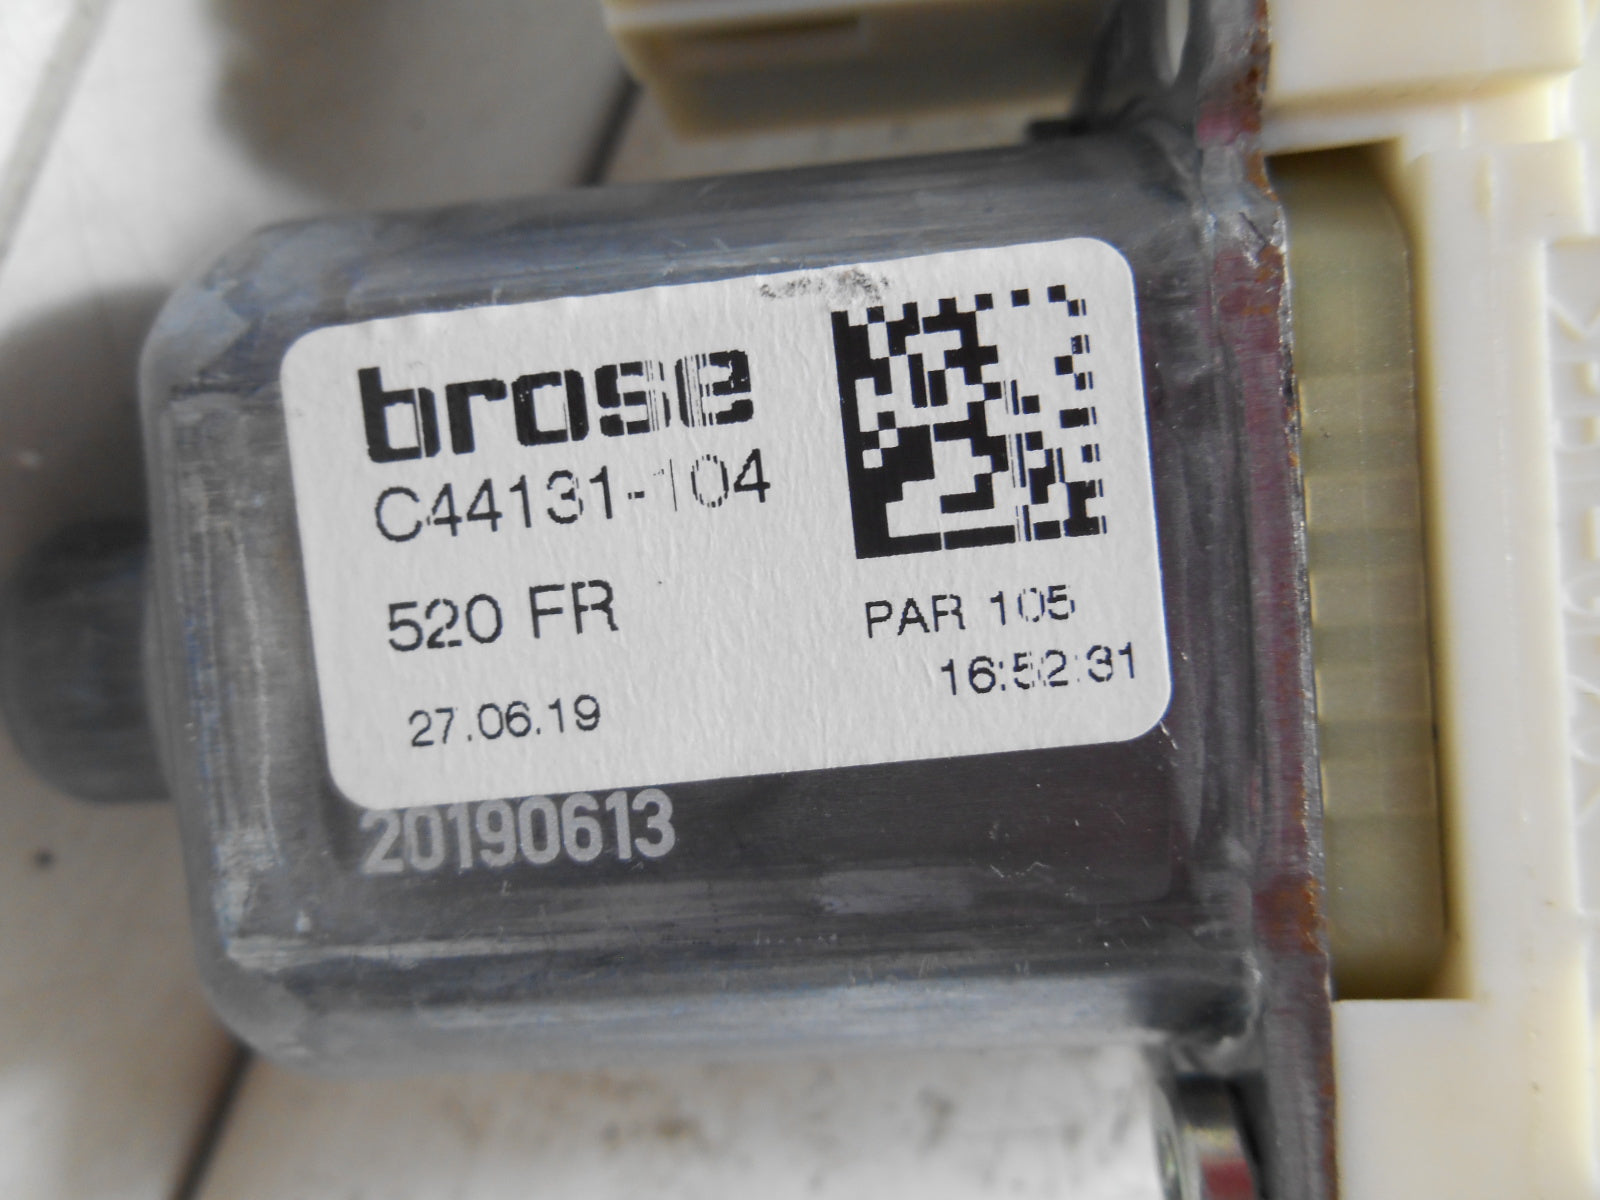 brose
C44131-104
520 FR
PAR 105
16:52:31
27.06.19
20190613